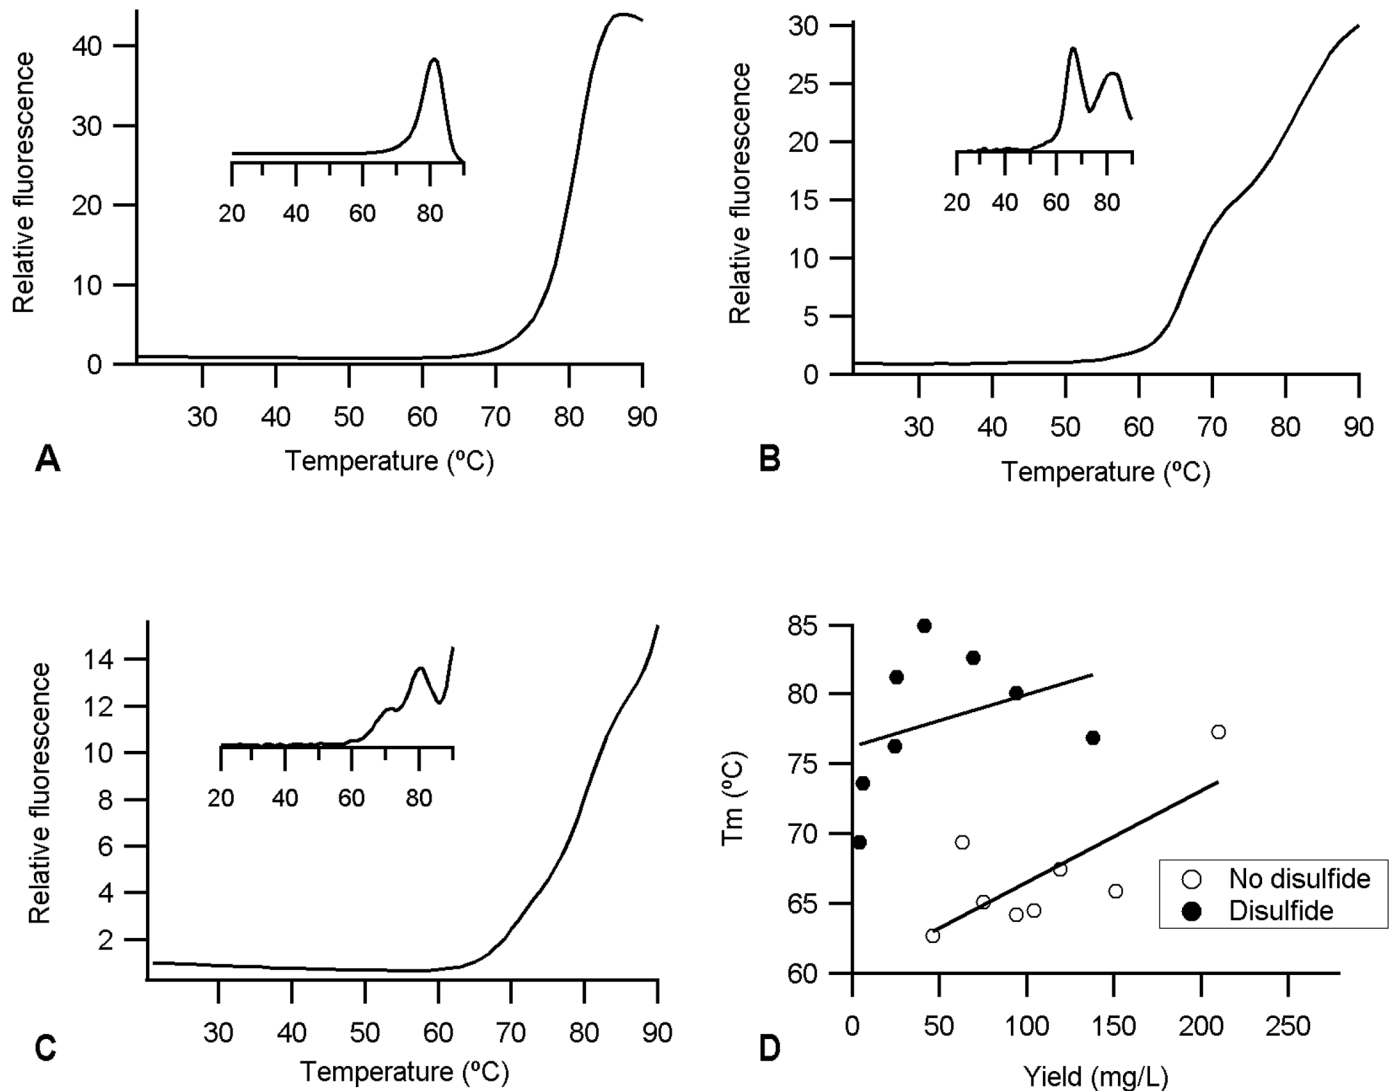 40
30
20
10
0
Relative fluorescence
20 40 60 80
30 40 50 60 70 80 90
Temperature (ºC)
A
30
25
20
15
10
5
0
Relative fluorescence
20 40 60 80
30 40 50 60 70 80 90
Temperature (ºC)
B
14
12
10
8
6
4
2
Relative fluorescence
20 40 60 80
30 40 50 60 70 80 90
Temperature (ºC)
C
85
80
75
70
65
60
Tm (ºC)
No disulfide
Disulfide
0 50 100 150 200 250
Yield (mg/L)
D